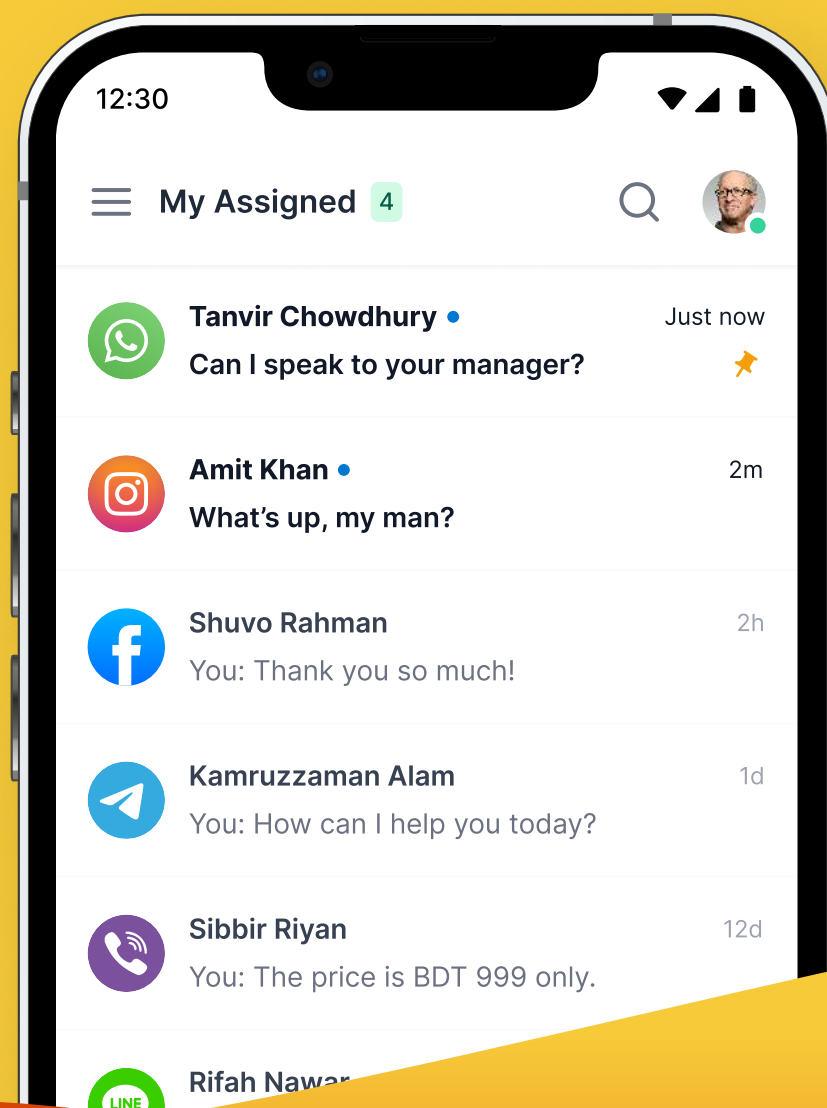 12:30
My Assigned 4
Tanvir Chowdhury Just now
Can I speak to your manager?
Amit Khan 2m
What’s up, my man?
Shuvo Rahman 2h
You: Thank you so much!
Kamruzzaman Alam 1d
You: How can I help you today?
Sibbir Riyan 12d
You: The price is BDT 999 only.
Rifah Nawar
LINE